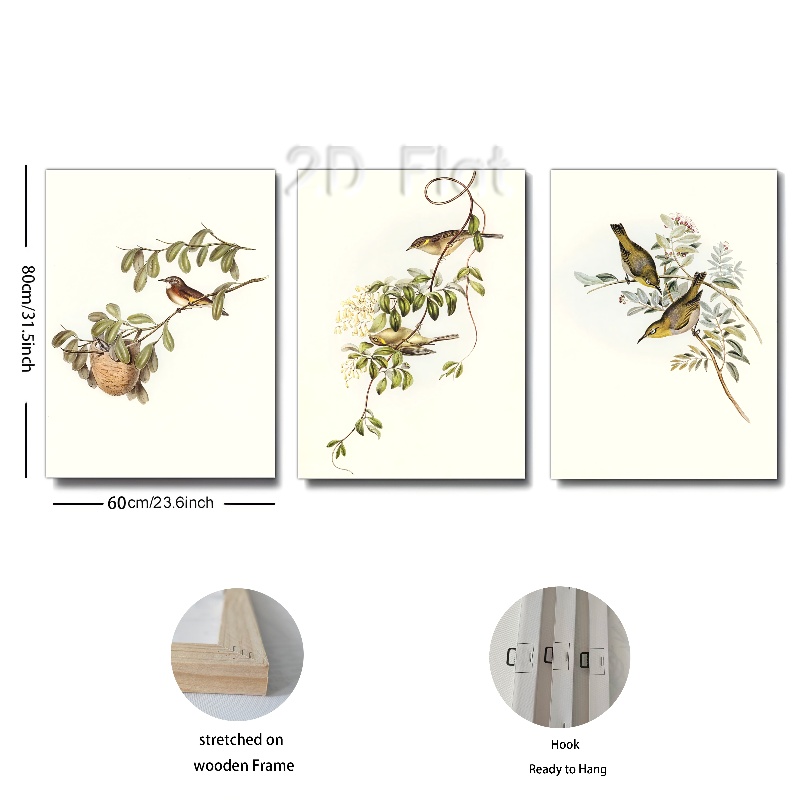 2D Flat
80cm/31.5inch
60cm/23.6inch
stretched on
wooden Frame
Hook
Ready to Hang